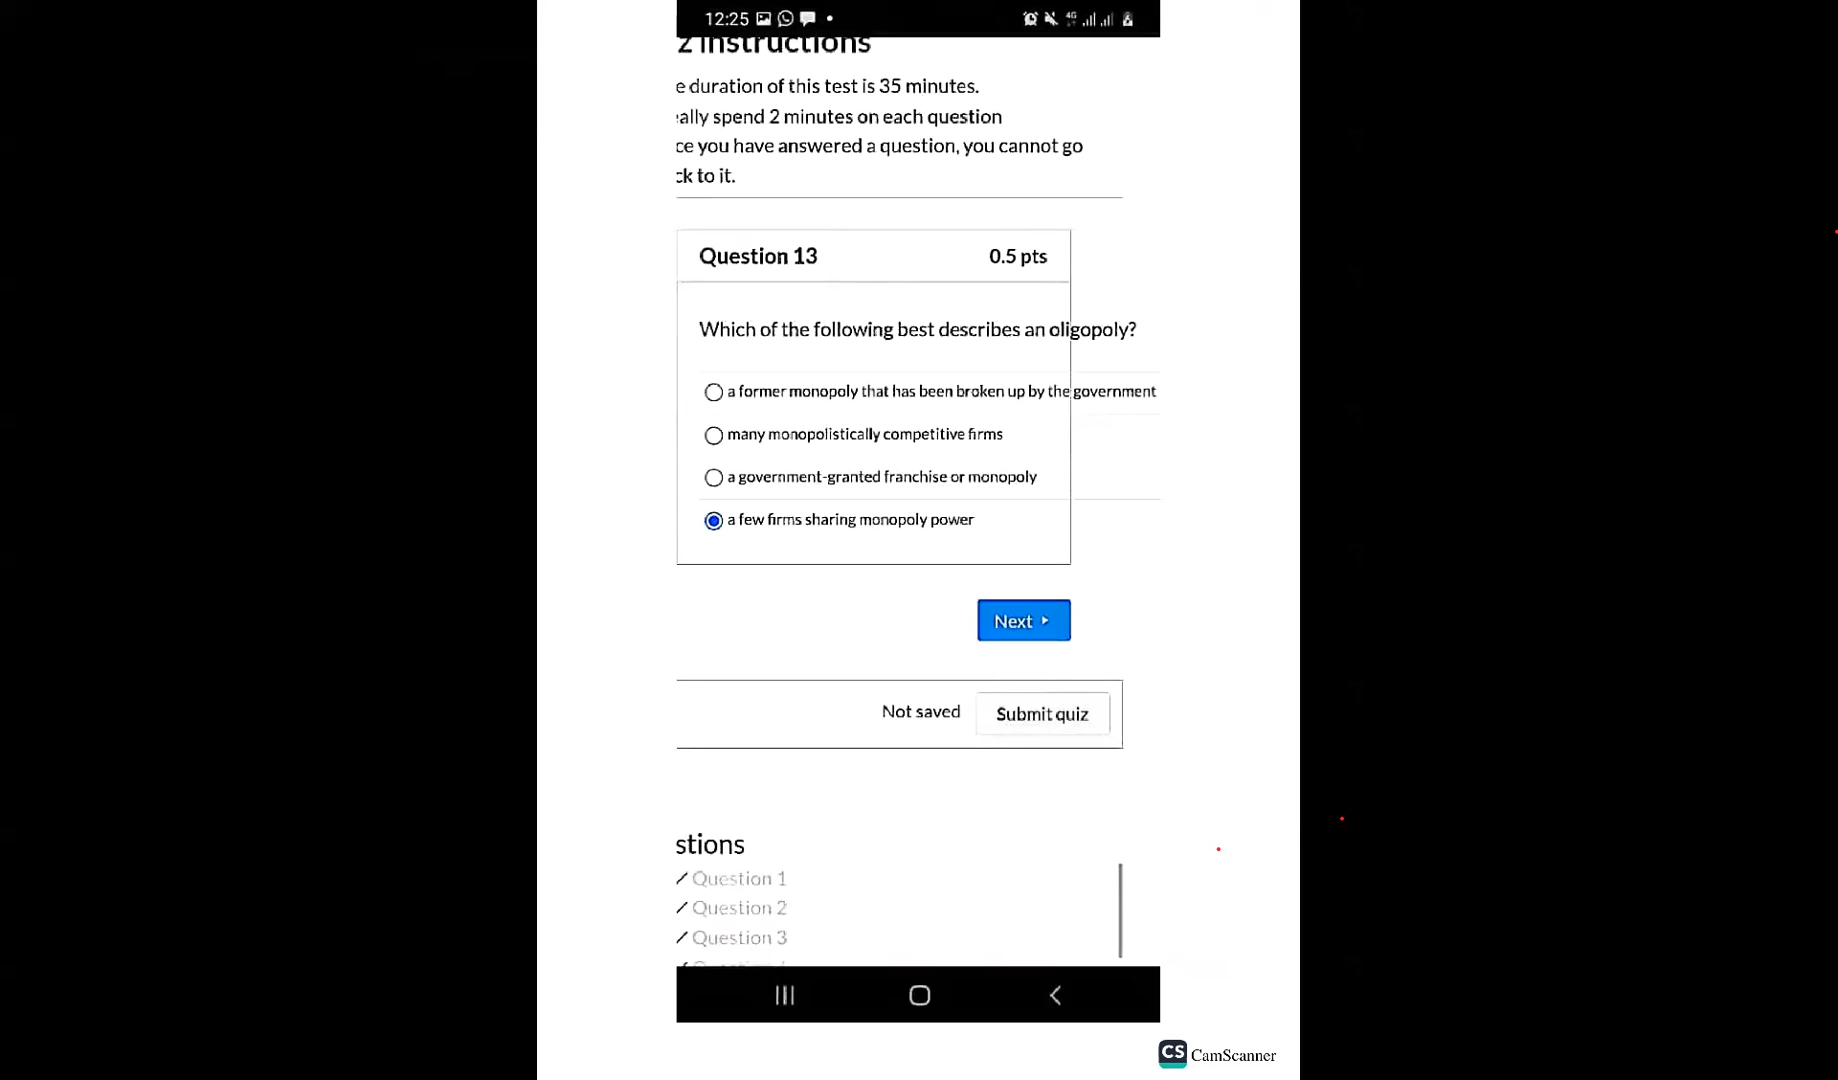 12:25
z Instructions
e duration of this test is 35 minutes.
ally spend 2 minutes on each question
ce you have answered a question, you cannot go
ck to it.
Question 13 0.5 pts
Which of the following best describes an oligopoly?
a former monopoly that has been broken up by the government
many monopolistically competitive firms
a government-granted franchise or monopoly
a few firms sharing monopoly power
Next
Not saved Submit quiz
stions
Question 1
Question 2
Question 3
CS CamScanner